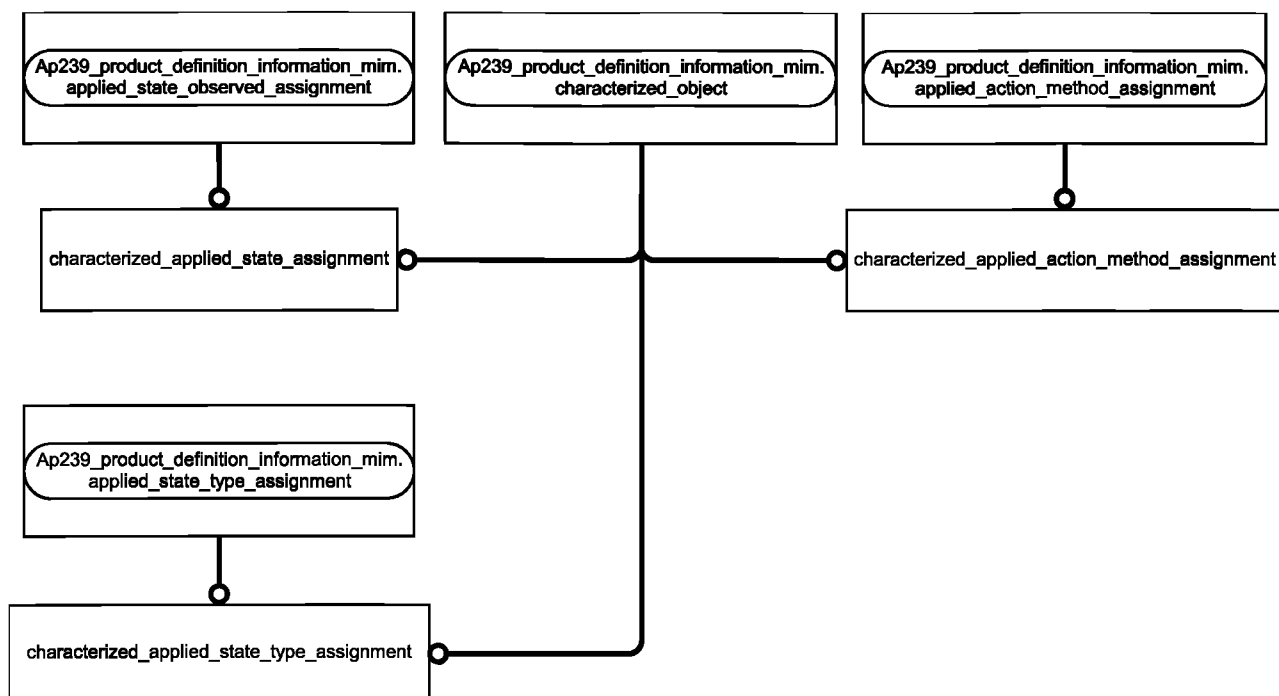 Ap239_product_definition_information_mim.
applied_state_observed_assignment
Ap239_product_definition_information_mim.
characterized_object
Ap239_product_definition_information_mim.
applied_action_method_assignment
characterized_applied_state_assignment
characterized_applied_action_method_assignment
Ap239_product_definition_information_mim.
applied_state_type_assignment
characterized_applied_state_type_assignment